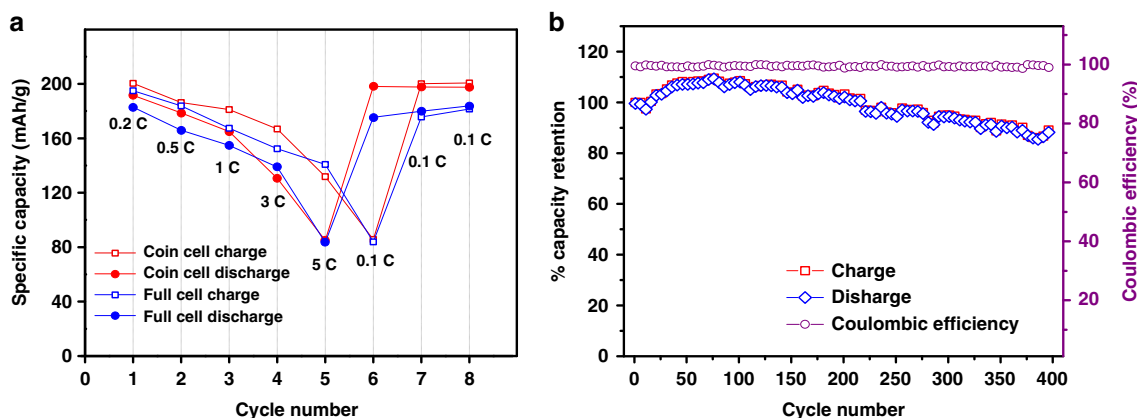 a
Specific capacity (mAh/g)
200
160
120
80
40
0
0.2 C
0.5 C
1 C
3 C
5 C
0.1 C
0.1 C
0.1 C
Coin cell charge
Coin cell discharge
Full cell charge
Full cell discharge
0 1 2 3 4 5 6 7 8
Cycle number
b
% capacity retention
120
100
80
60
40
20
0
Charge
Disharge
Coulombic efficiency
0 50 100 150 200 250 300 350 400
Cycle number
100
80
60
40
20
Coulombic efficiency (%)